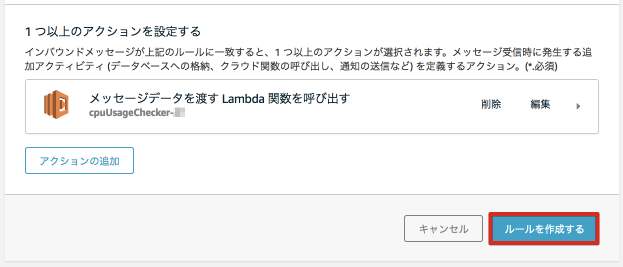 1 つ以上のアクションを設定する
インバウンドメッセージが上記のルールに一致すると、1 つ以上のアクションが選択されます。メッセージ受信時に発生する追
加アクティビティ (データベースへの格納、クラウド関数の呼び出し、通知の送信など) を定義するアクション。(*.必須)
メッセージデータを渡す Lambda 関数を呼び出す
削除 編集
cpuUsageChecker-
アクションの追加
キャンセル ルールを作成する